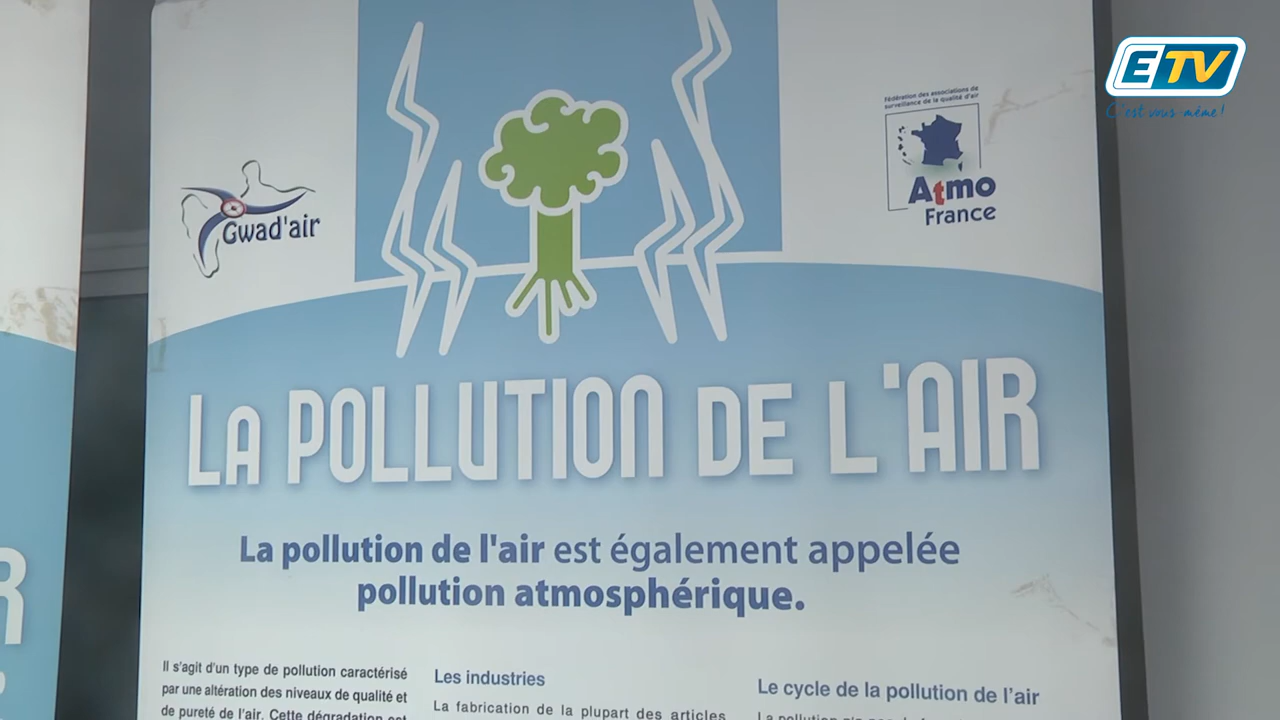 ETV
C'est vous-même!
Fédération des associations de
surveillance de la qualité d'air
Atmo
France
Gwad'air
LA POLLUTION DE L'AIR
La pollution de l'air est également appelée
pollution atmosphérique.
Il s'agit d'un type de pollution caractérisé
par une altération des niveaux de qualité et
de pureté de l'air. Cette dégradation est
Les industries
La fabrication de la plupart des articles
Le cycle de la pollution de l'air
La pollution
R